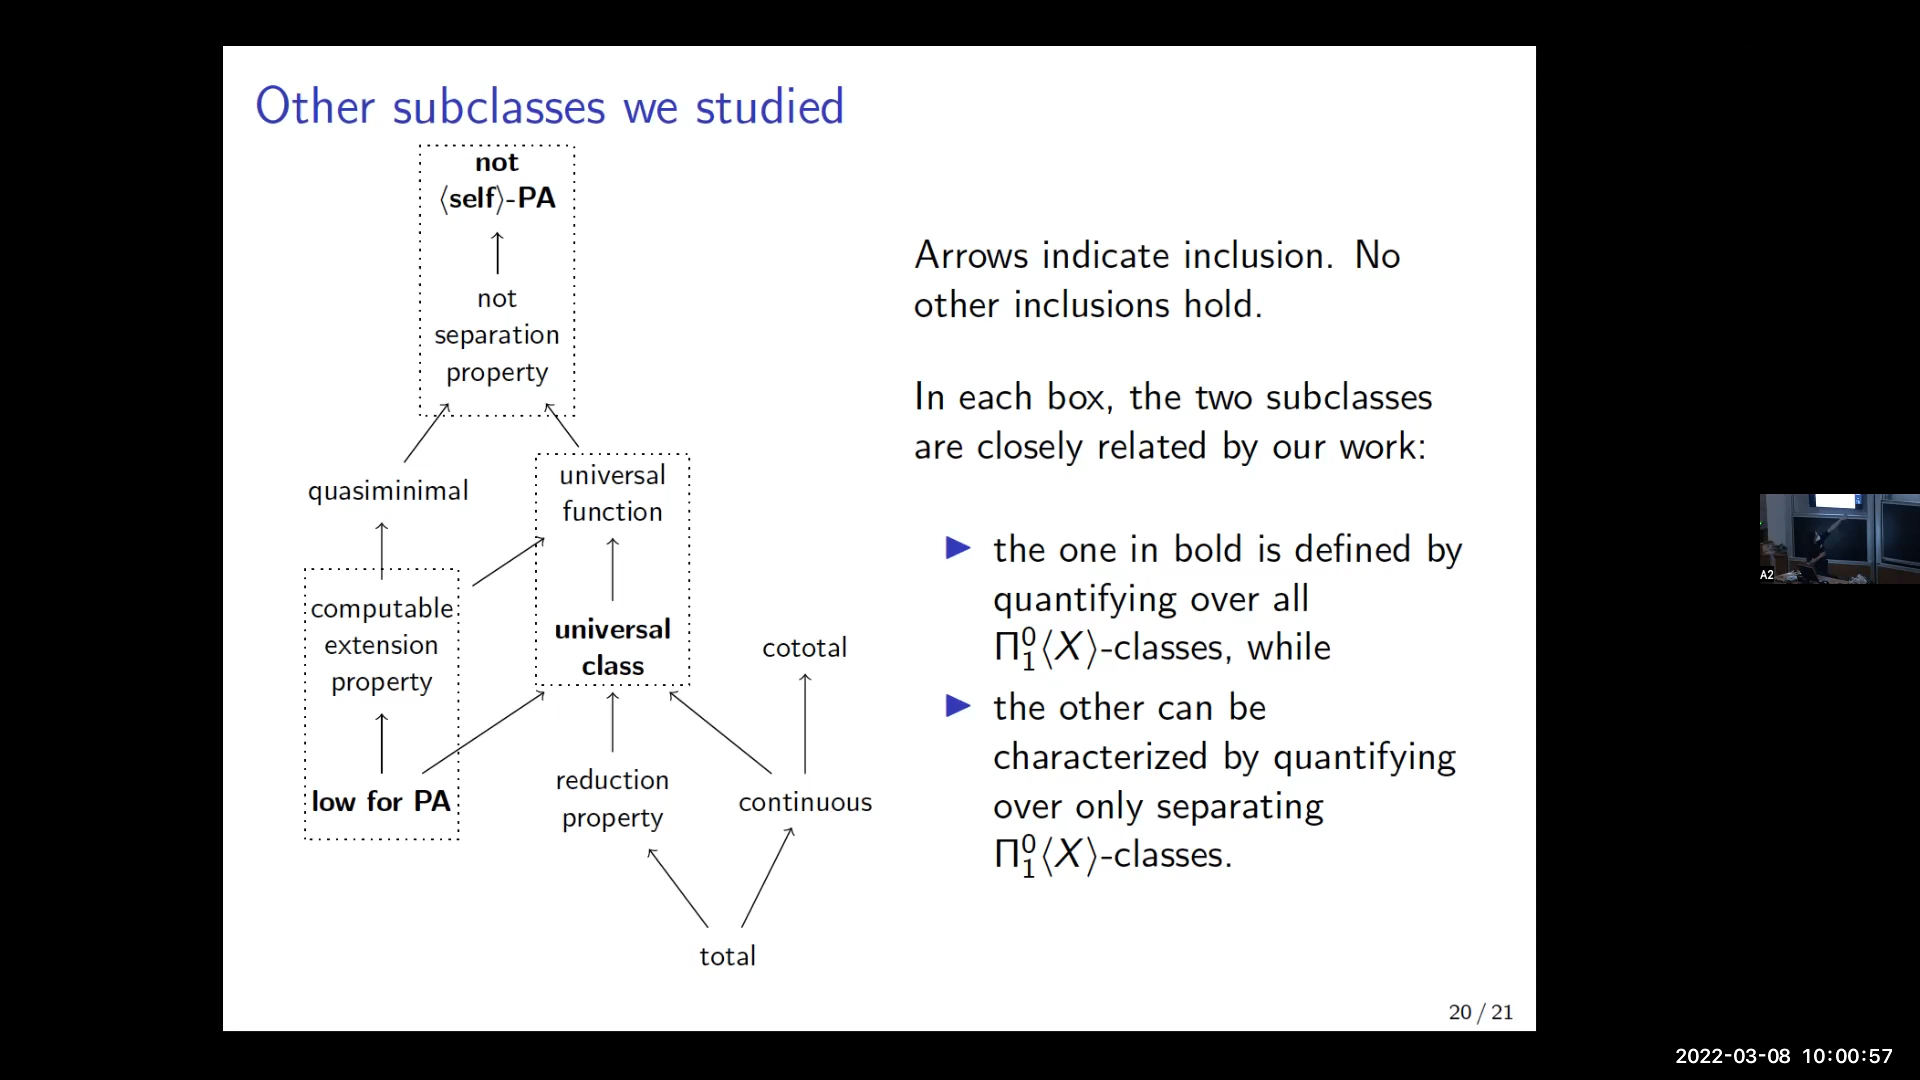 Other subclasses we studied
not
⟨self⟩-PA
not
separation
property
quasiminimal
universal
function
computable
extension
property
universal
class
cototal
low for PA
reduction
property
continuous
total
Arrows indicate inclusion. No
other inclusions hold.
In each box, the two subclasses
are closely related by our work:
▶ the one in bold is defined by
quantifying over all
Π⁰₁⟨X⟩-classes, while
▶ the other can be
characterized by quantifying
over only separating
Π⁰₁⟨X⟩-classes.
20 / 21
A2
2022-03-08 10:00:57